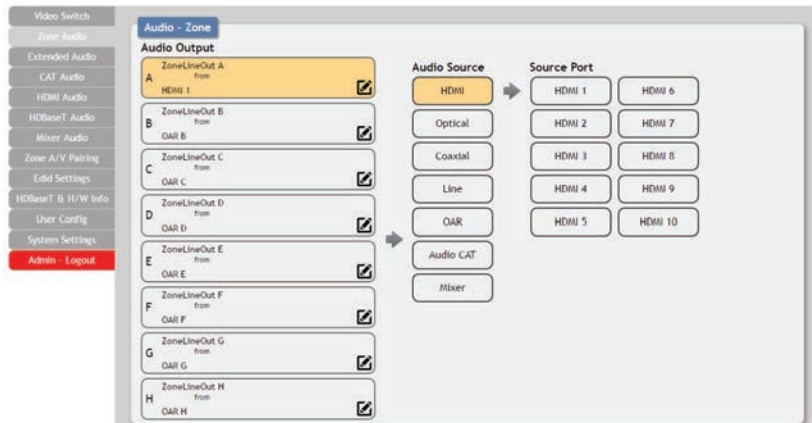 Video Switch
Zone Audio
Extended Audio
CAT Audio
HDMI Audio
HDBaseT Audio
Mixer Audio
Zone A/V Pairing
Edid Settings
HDBaseT & H/W Info
User Config
System Settings
Admin - Logout
Audio - Zone
Audio Output
A
ZoneLineOut A
from
HDMI 1
B
ZoneLineOut B
from
OAR B
C
ZoneLineOut C
from
OAR C
D
ZoneLineOut D
from
OAR D
E
ZoneLineOut E
from
OAR E
F
ZoneLineOut F
from
OAR F
G
ZoneLineOut G
from
OAR G
H
ZoneLineOut H
from
OAR H
Audio Source
HDMI
Optical
Coaxial
Line
OAR
Audio CAT
Mixer
Source Port
HDMI 1 HDMI 6
HDMI 2 HDMI 7
HDMI 3 HDMI 8
HDMI 4 HDMI 9
HDMI 5 HDMI 10